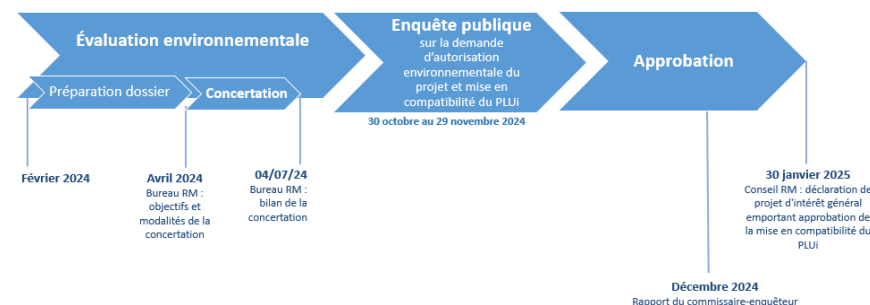 Évaluation environnementale
Préparation dossier
Concertation
Enquête publique
sur la demande
d'autorisation
environnementale du
projet et mise en
compatibilité du PLUi
30 octobre au 29 novembre 2024
Approbation
Février 2024
Avril 2024
Bureau RM :
objectifs et
modalités de la
concertation
04/07/24
Bureau RM :
bilan de la
concertation
30 janvier 2025
Conseil RM : déclaration de
projet d'intérêt général
emportant approbation de
la mise en compatibilité du
PLUi
Décembre 2024
Rapport du commissaire-enquêteur